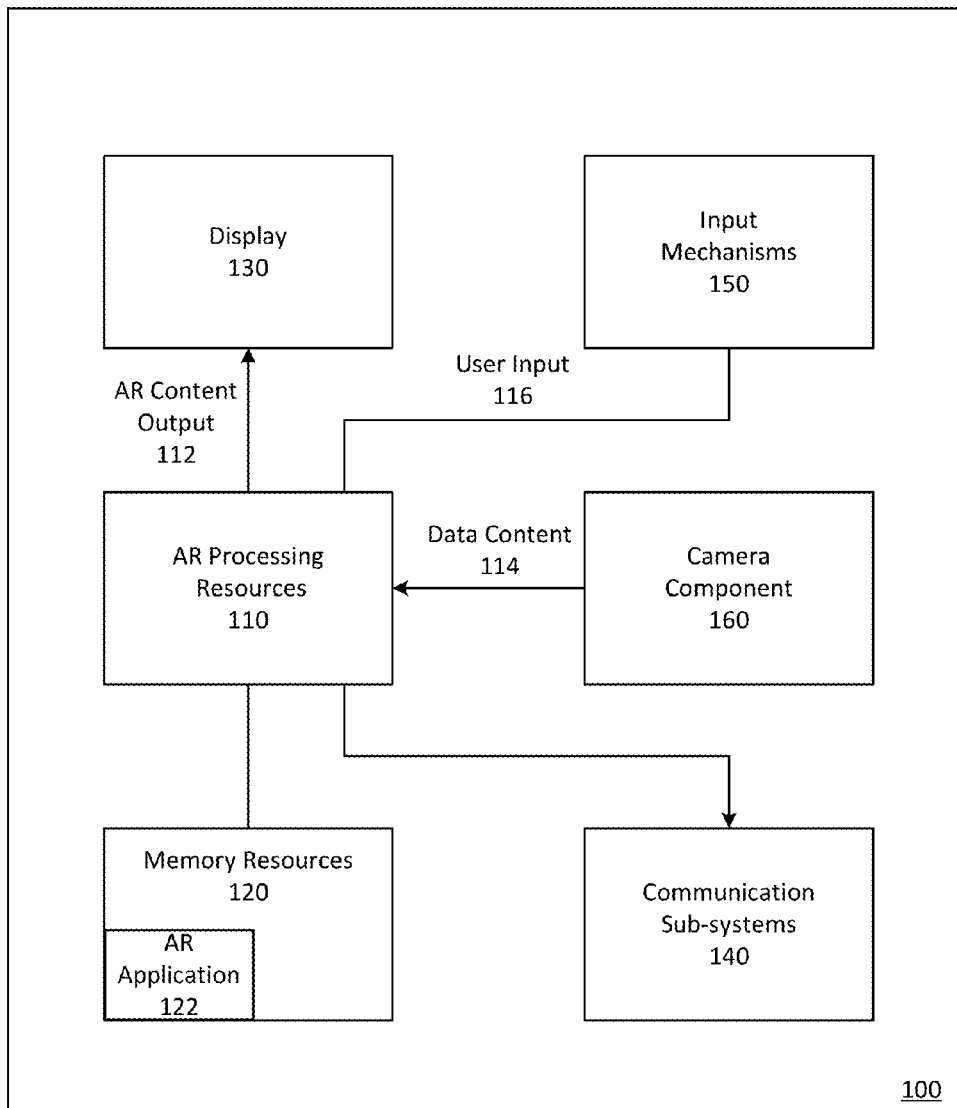 Display
130
Input
Mechanisms
150
User Input
116
AR Content
Output
112
AR Processing
Resources
110
Data Content
114
Camera
Component
160
Memory Resources
120
AR
Application
122
Communication
Sub-systems
140
100